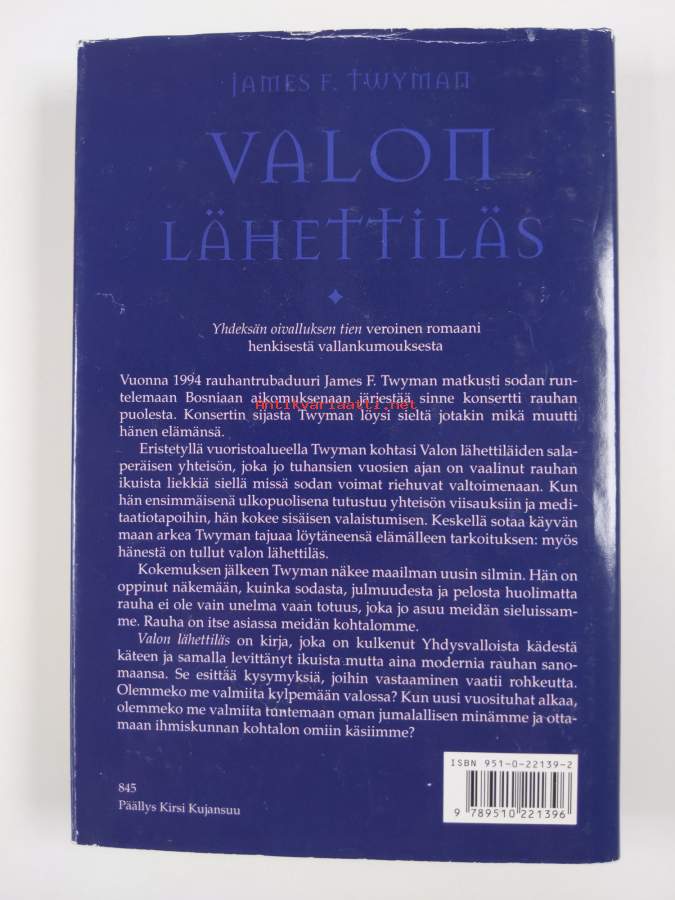 JAMES F. TWYMAN
VALON
LÄHETTILÄS
Yhdeksän oivalluksen tien veroinen romaani
henkisestä vallankumouksesta
Vuonna 1994 rauhantrubaduuri James F. Twyman matkusti sodan run-
telemaan Bosniaan aikomuksenaan järjestää sinne konsertti rauhan
Antikvariaatti.net
puolesta. Konsertin sijasta Twyman löysi sieltä jotakin mikä muutti
hänen elämänsä.
Eristetyllä vuoristoalueella Twyman kohtasi Valon lähettiläiden sala-
peräisen yhteisön, joka jo tuhansien vuosien ajan on vaalinut rauhan
ikuista liekkiä siellä missä sodan voimat riehuvat valtoimenaan. Kun
hän ensimmäisenä ulkopuolisena tutustuu yhteisön viisauksiin ja medi-
taatiotapoihin, hän kokee sisäisen valaistumisen. Keskellä sotaa käyvän
maan arkea Twyman tajuaa löytäneensä elämälleen tarkoituksen: myös
hänestä on tullut valon lähettiläs.
Kokemuksen jälkeen Twyman näkee maailman uusin silmin. Hän on
oppinut näkemään, kuinka sodasta, julmuudesta ja pelosta huolimatta
rauha ei ole vain unelma vaan totuus, joka jo asuu meidän sieluissam-
me. Rauha on itse asiassa meidän kohtalomme.
Valon lähettiläs on kirja, joka on kulkenut Yhdysvalloista kädestä
käteen ja samalla levittänyt ikuista mutta aina modernia rauhan sano-
maansa. Se esittää kysymyksiä, joihin vastaaminen vaatii rohkeutta.
Olemmeko me valmiita kylpemään valossa? Kun uusi vuosituhat alkaa,
olemmeko me valmiita tuntemaan oman jumalallisen minämme ja otta-
maan ihmiskunnan kohtalon omiin käsiimme?
ISBN 951-0-22139-2
9 789510 221396
845
Päällys Kirsi Kujansuu